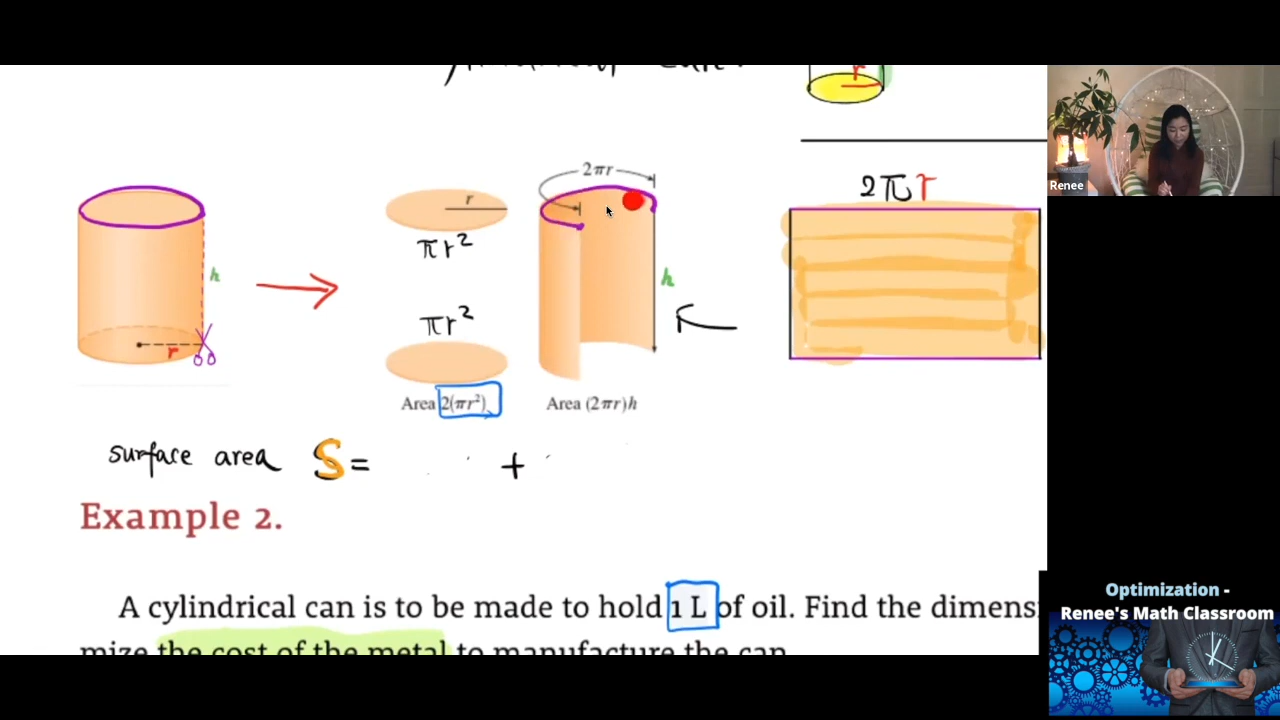 r
2πr
2πr
Renee
r
h
πr²
h
πr²
r
Area 2(πr²)
Area (2πr)h
surface area S = +
Example 2.
A cylindrical can is to be made to hold 1 L of oil. Find the dimensi
mize the cost of the metal to manufacture the can.
Optimization -
Renee's Math Classroom